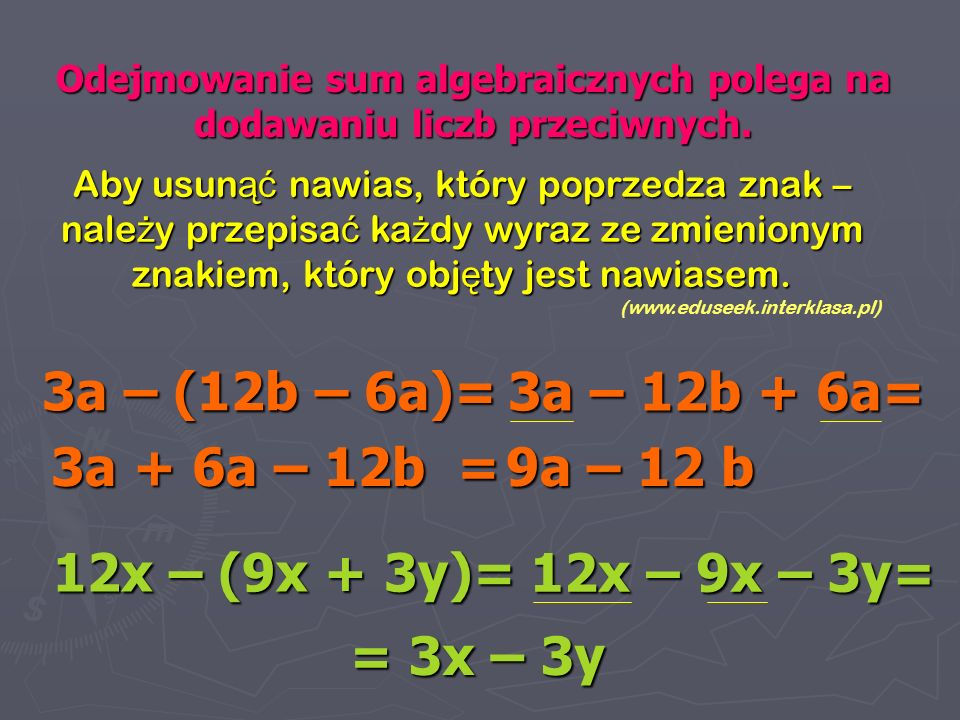 Odejmowanie sum algebraicznych polega na
dodawaniu liczb przeciwnych.
Aby usunąć nawias, który poprzedza znak –
należy przepisać każdy wyraz ze zmienionym
znakiem, który objęty jest nawiasem.
(www.eduseek.interklasa.pl)
3a – (12b – 6a)= 3a – 12b + 6a=
3a + 6a – 12b = 9a – 12 b
12x – (9x + 3y)= 12x – 9x – 3y=
= 3x – 3y